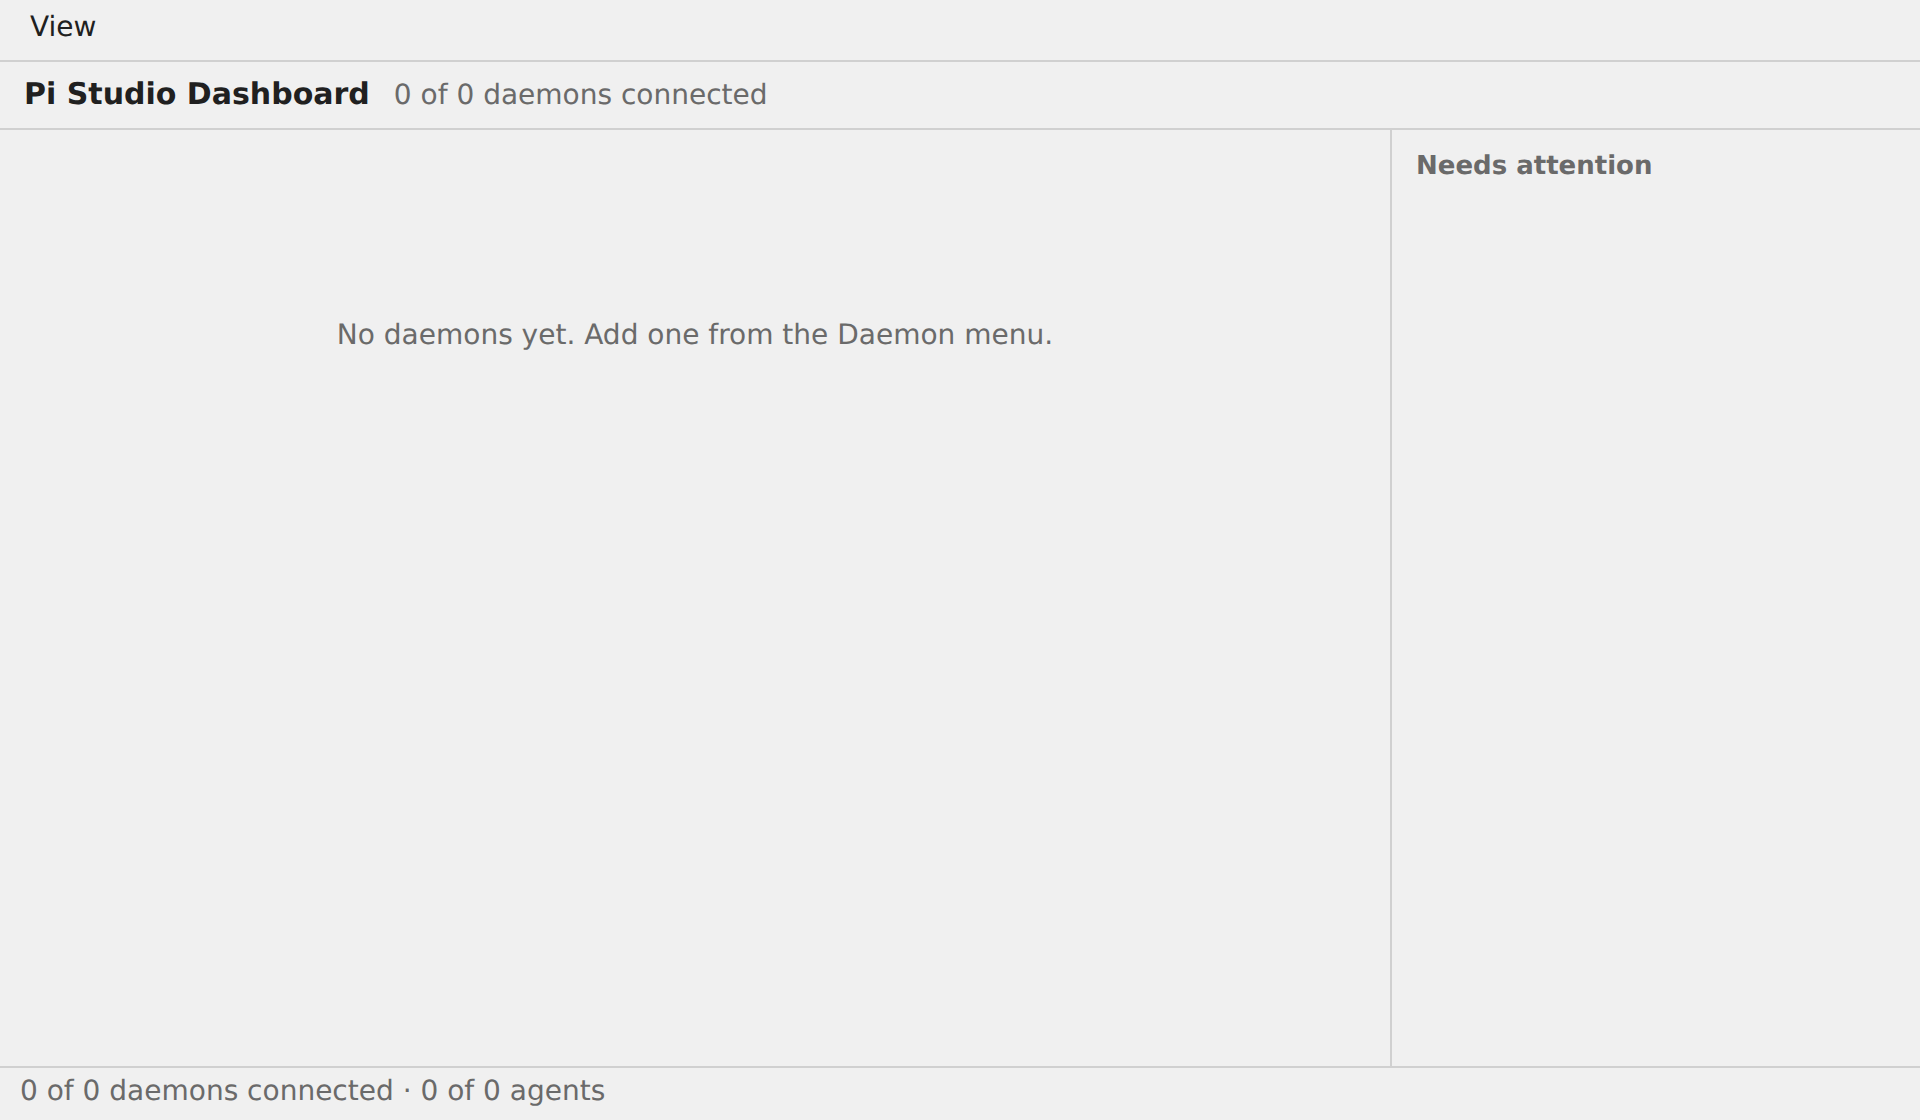 View
Pi Studio Dashboard 0 of 0 daemons connected
Needs attention
No daemons yet. Add one from the Daemon menu.
0 of 0 daemons connected · 0 of 0 agents